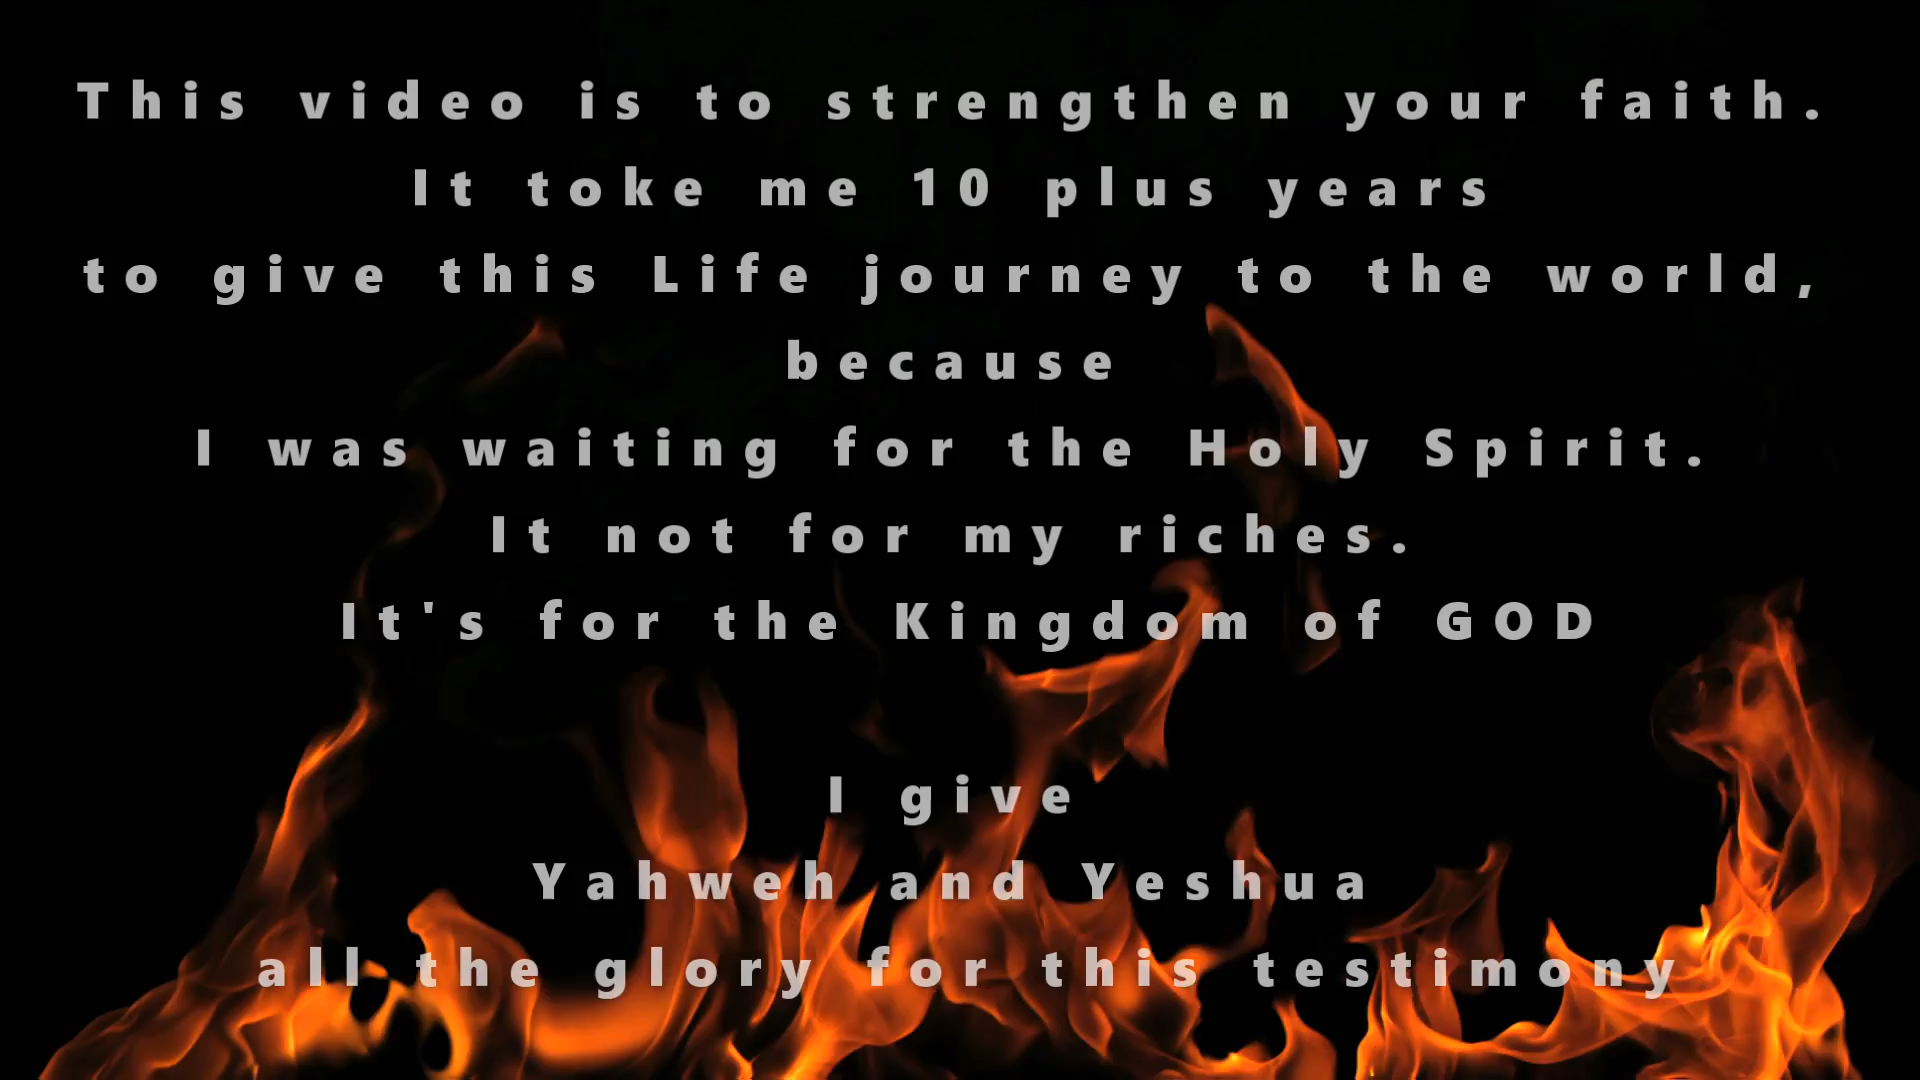 This video is to strengthen your faith.
It toke me 10 plus years
to give this Life journey to the world,
because
I was waiting for the Holy Spirit.
It not for my riches.
It's for the Kingdom of GOD
I give
Yahweh and Yeshua
all the glory for this testimony